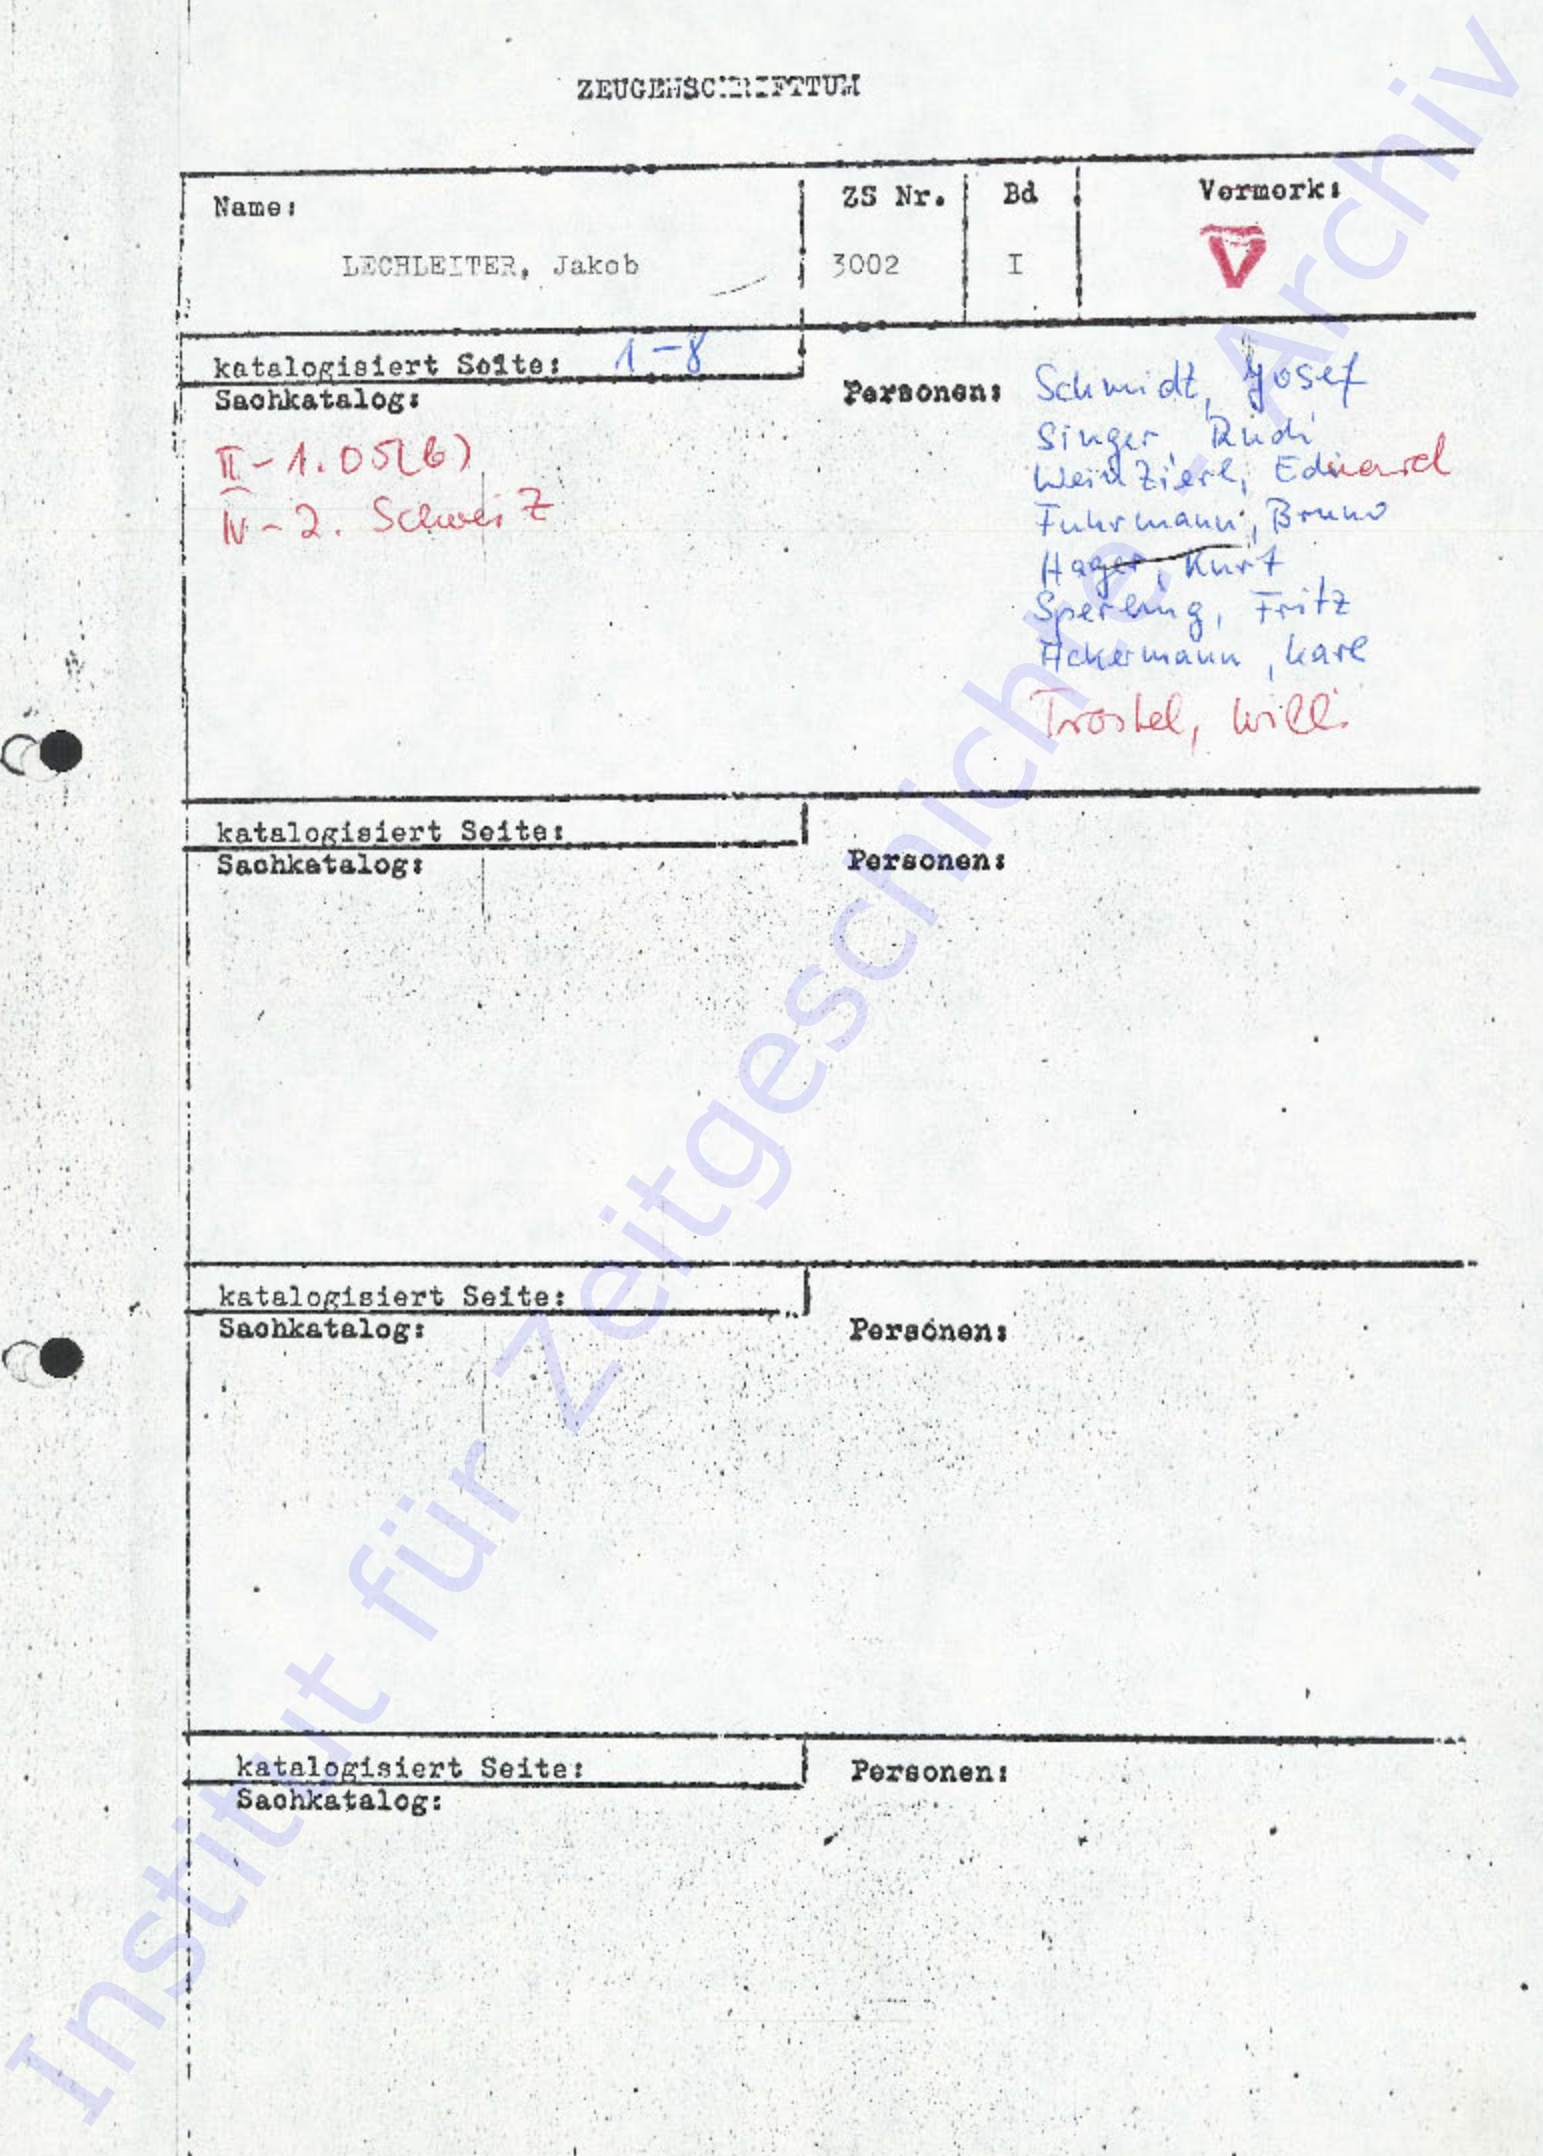 ZEUGENSCHRIFTTUM
Name: ZS Nr. Bd Vermerk:
LECHLEITER, Jakob 3002 I V
katalogisiert Seite: 1-8
Sachkatalog: Personen: Schmidt, Josef
II-1.05(6) Singer, Rudi
IV-2. Schweiz Weinzierl, Eduard
Fuhrmann, Bruno
Hager, Kurt
Sperling, Fritz
Ackermann, Karl
Trostel, Willi
katalogisiert Seite:
Sachkatalog: Personen:
katalogisiert Seite:
Sachkatalog: Personen:
katalogisiert Seite: Personen:
Sachkatalog:
Institut für Zeitgeschichte - Archiv